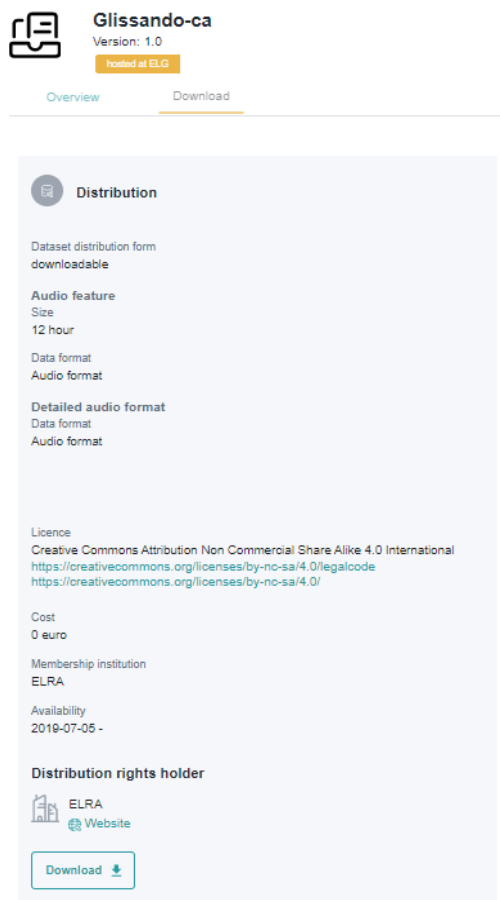 Glissando-ca
Version: 1.0
hosted at ELG
Overview
Download
Distribution
Dataset distribution form
downloadable
Audio feature
Size
12 hour
Data format
Audio format
Detailed audio format
Data format
Audio format
Licence
Creative Commons Attribution Non Commercial Share Alike 4.0 International
https://creativecommons.org/licenses/by-nc-sa/4.0/legalcode
https://creativecommons.org/licenses/by-nc-sa/4.0/
Cost
0 euro
Membership institution
ELRA
Availability
2019-07-05 -
Distribution rights holder
ELRA
Website
Download